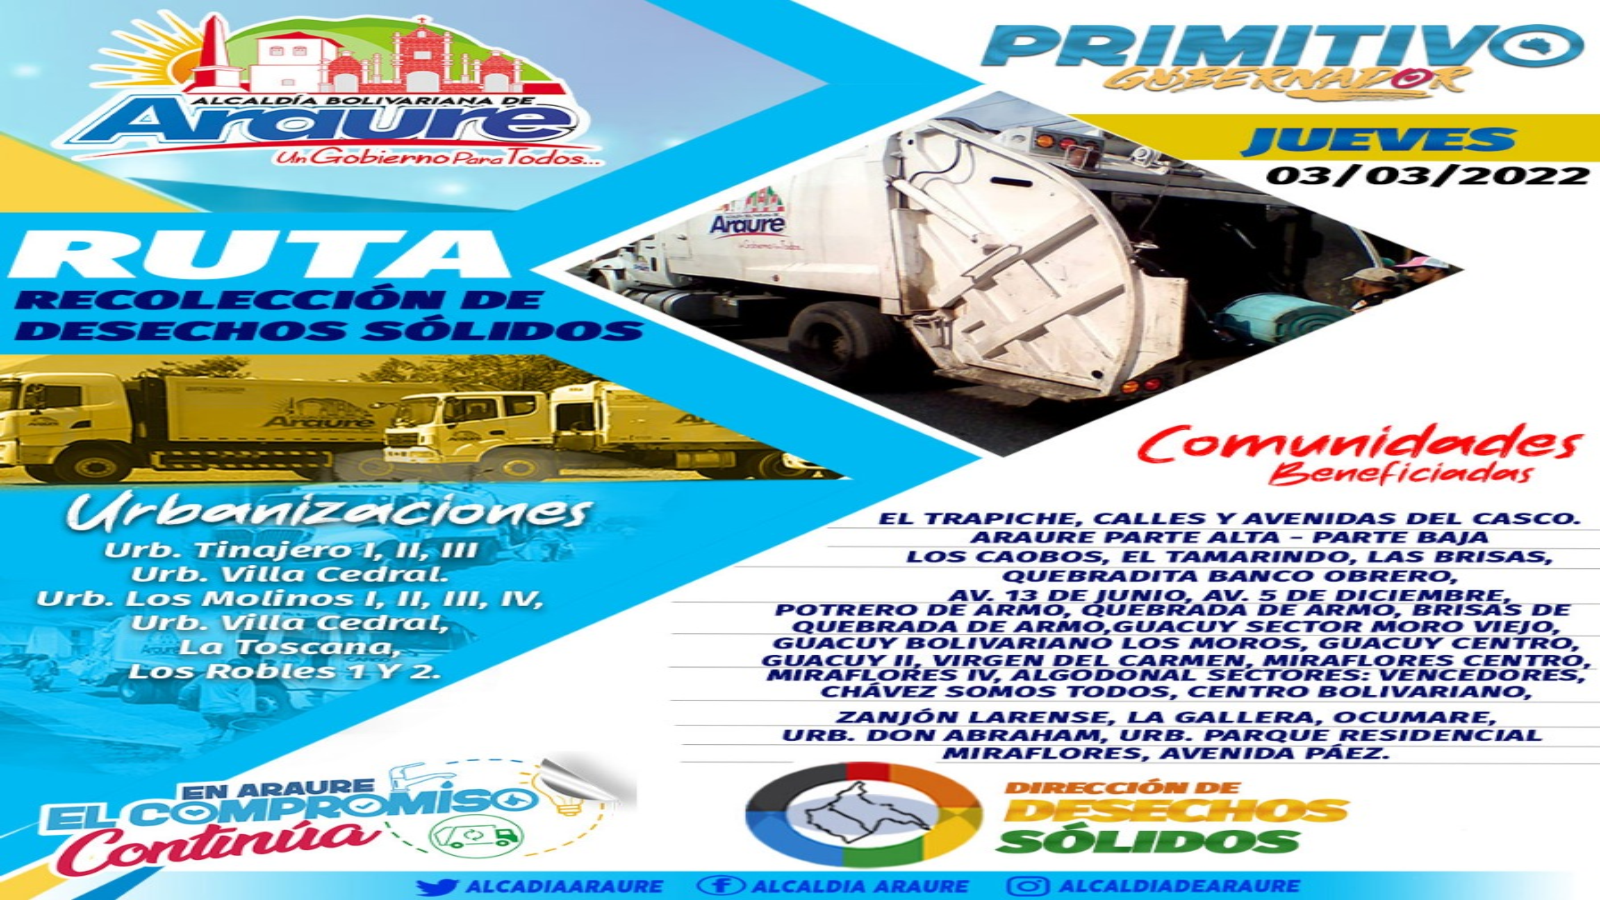 ALCALDÍA BOLIVARIANA DE
Araure
Un Gobierno Para Todos...
PRIMITIVO
GOBERNADOR
JUEVES
03/03/2022
RUTA
RECOLECCIÓN DE
DESECHOS SÓLIDOS
Araure
Un Gobierno Para Todos...
Araure
Urbanizaciones
Urb. Tinajero I, II, III
Urb. Villa Cedral.
Urb. Los Molinos I, II, III, IV,
Urb. Villa Cedral,
La Toscana,
Los Robles 1 Y 2.
Comunidades
Beneficiadas
EL TRAPICHE, CALLES Y AVENIDAS DEL CASCO.
ARAURE PARTE ALTA - PARTE BAJA
LOS CAOBOS, EL TAMARINDO, LAS BRISAS,
QUEBRADITA BANCO OBRERO,
AV. 13 DE JUNIO, AV. 5 DE DICIEMBRE,
POTRERO DE ARMO, QUEBRADA DE ARMO, BRISAS DE
QUEBRADA DE ARMO,GUACUY SECTOR MORO VIEJO,
GUACUY BOLIVARIANO LOS MOROS, GUACUY CENTRO,
GUACUY II, VIRGEN DEL CARMEN, MIRAFLORES CENTRO,
MIRAFLORES IV, ALGODONAL SECTORES: VENCEDORES,
CHÁVEZ SOMOS TODOS, CENTRO BOLIVARIANO,
ZANJÓN LARENSE, LA GALLERA, OCUMARE,
URB. DON ABRAHAM, URB. PARQUE RESIDENCIAL
MIRAFLORES, AVENIDA PÁEZ.
EN ARAURE
EL COMPROMISO
Continúa
DIRECCIÓN DE
DESECHOS
SÓLIDOS
ALCADIAARAURE
ALCALDIA ARAURE
ALCALDIADEARAURE